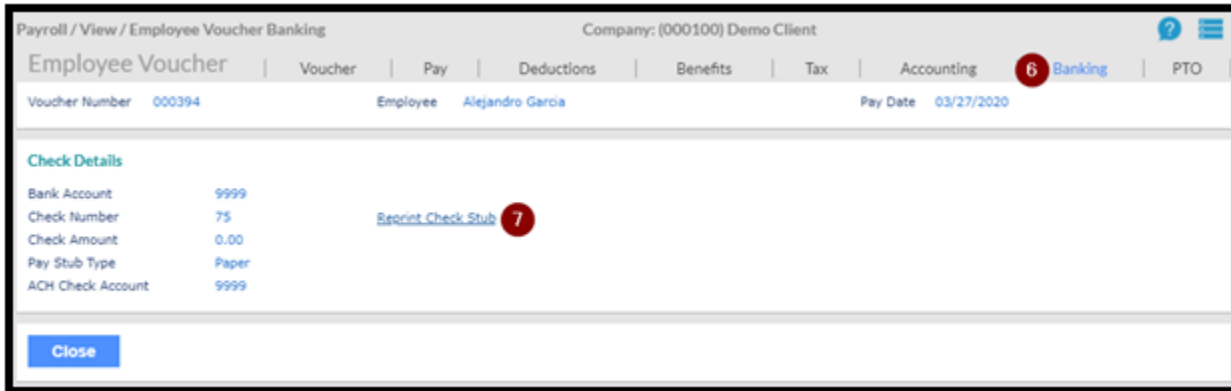 Payroll / View / Employee Voucher Banking Company: (000100) Demo Client ?
Employee Voucher | Voucher | Pay | Deductions | Benefits | Tax | Accounting 6 Banking | PTO |
Voucher Number 000394 Employee Alejandro Garcia Pay Date 03/27/2020
Check Details
Bank Account 9999
Check Number 75 Reprint Check Stub 7
Check Amount 0.00
Pay Stub Type Paper
ACH Check Account 9999
Close